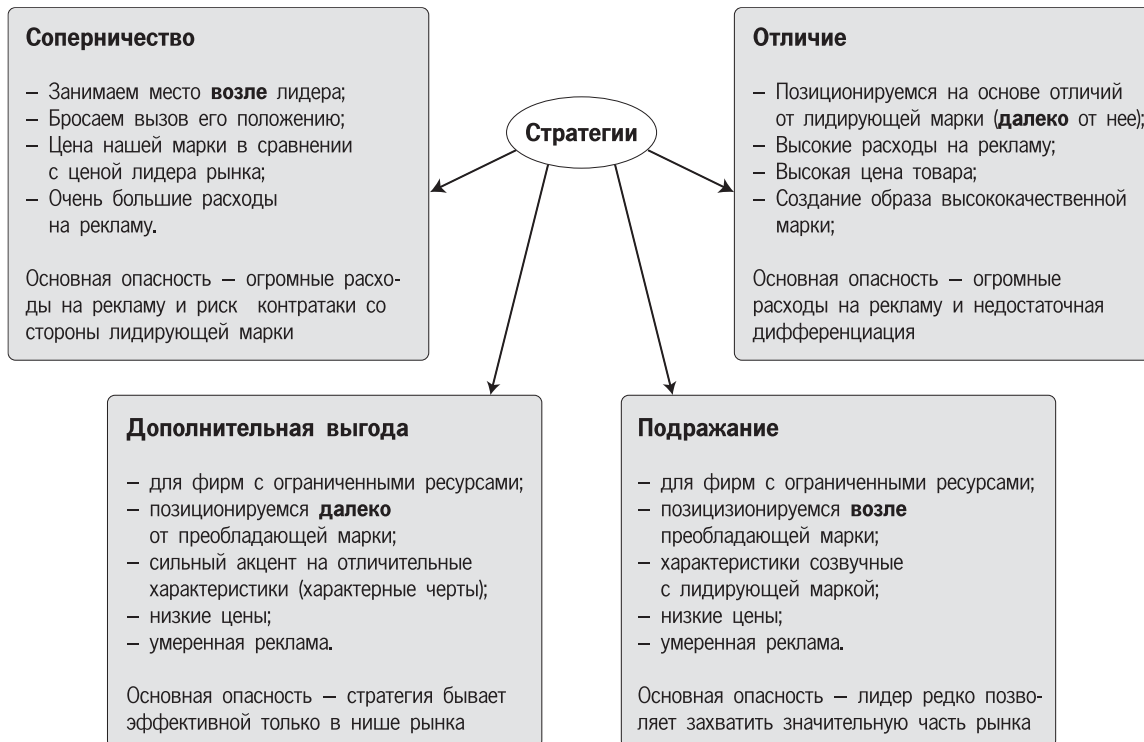 Стратегии
Соперничество
– Занимаем место возле лидера;
– Бросаем вызов его положению;
– Цена нашей марки в сравнении
с ценой лидера рынка;
– Очень большие расходы
на рекламу.
Основная опасность – огромные расхо-
ды на рекламу и риск контратаки со
стороны лидирующей марки
Отличие
– Позиционируемся на основе отличий
от лидирующей марки (далеко от нее);
– Высокие расходы на рекламу;
– Высокая цена товара;
– Создание образа высококачественной
марки;
Основная опасность – огромные
расходы на рекламу и недостаточная
дифференциация
Дополнительная выгода
– для фирм с ограниченными ресурсами;
– позиционируемся далеко
от преобладающей марки;
– сильный акцент на отличительные
характеристики (характерные черты);
– низкие цены;
– умеренная реклама.
Основная опасность – стратегия бывает
эффективной только в нише рынка
Подражание
– для фирм с ограниченными ресурсами;
– позицизионируемся возле
преобладающей марки;
– характеристики созвучные
с лидирующей маркой;
– низкие цены;
– умеренная реклама.
Основная опасность – лидер редко позво-
ляет захватить значительную часть рынка